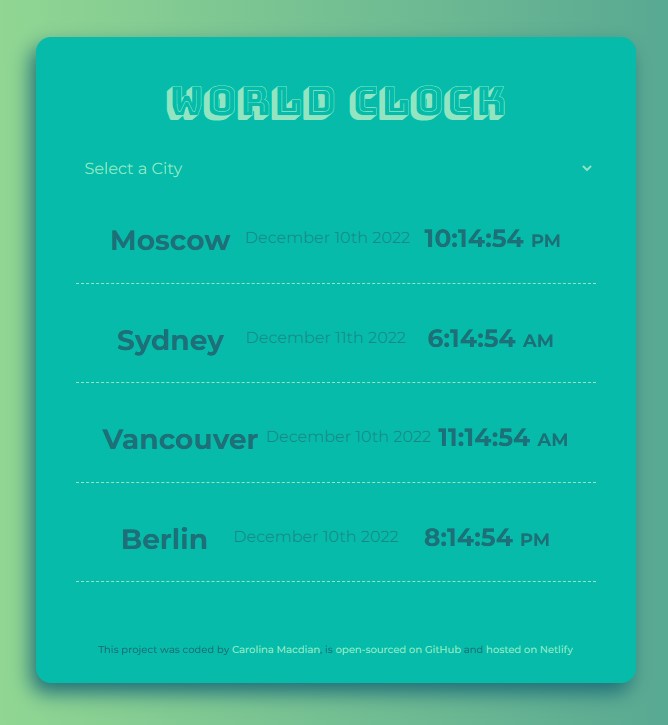 WORLD CLOCK
Select a City
Moscow December 10th 2022 10:14:54 PM
Sydney December 11th 2022 6:14:54 AM
Vancouver December 10th 2022 11:14:54 AM
Berlin December 10th 2022 8:14:54 PM
This project was coded by Carolina Macdian is open-sourced on GitHub and hosted on Netlify